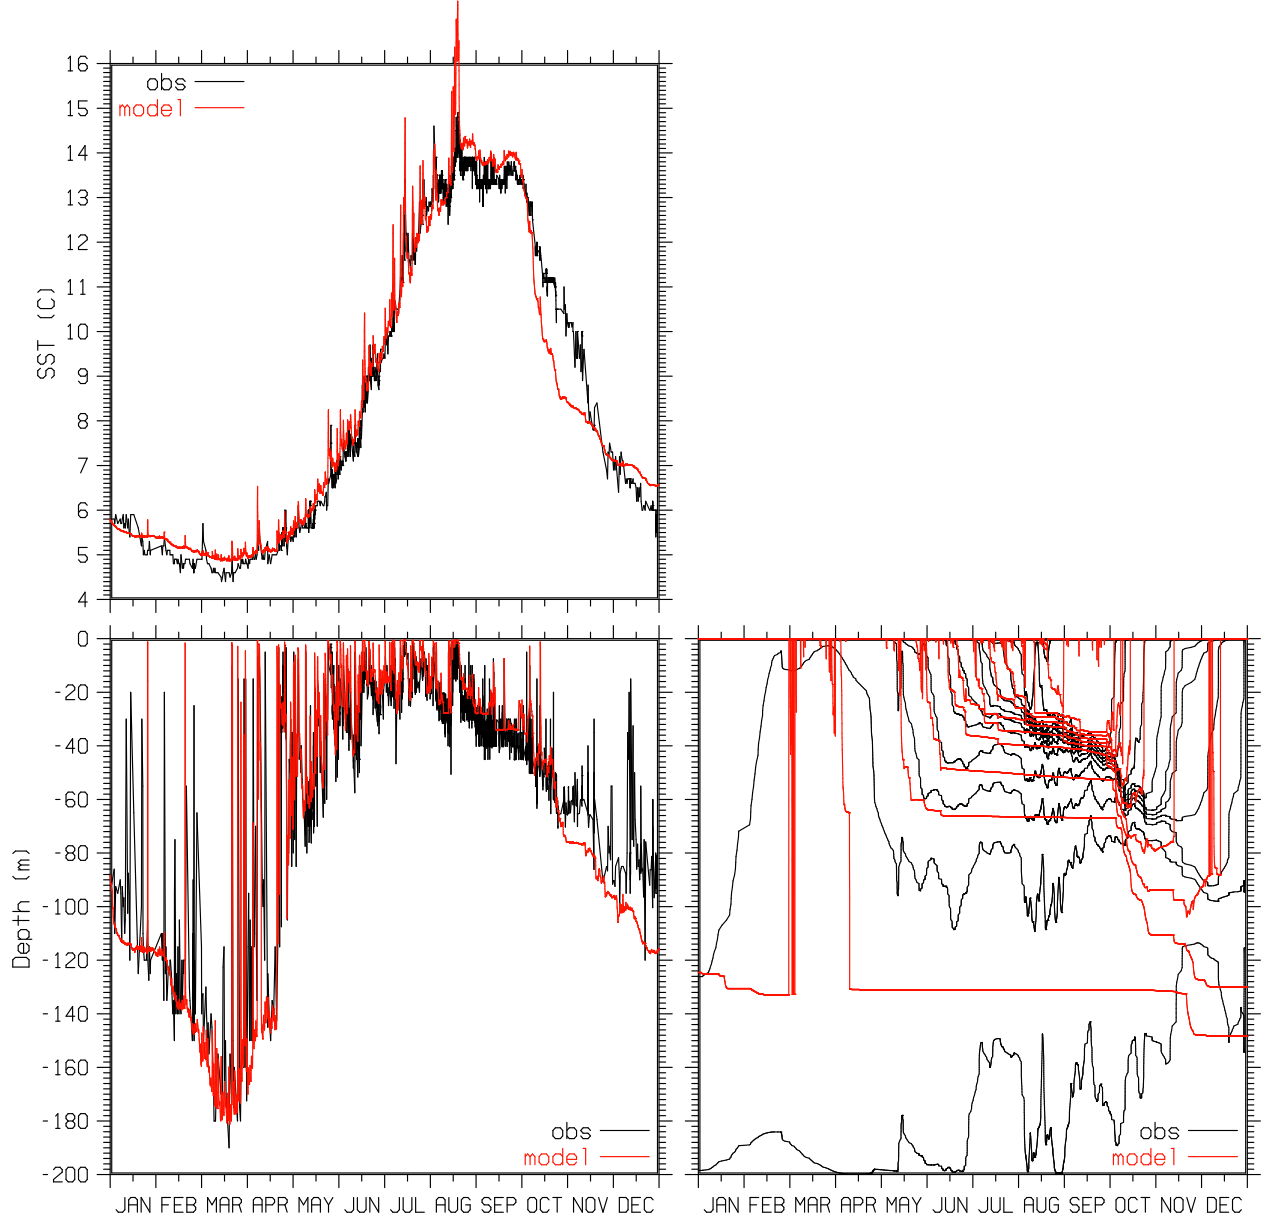 16
obs
15
model
14
13
12
11
10
SST (C)
9
8
7
6
5
4
0
-20
-40
-60
-80
Depth (m)
-100
-120
-140
-160
-180
obs
obs
model
model
-200
JAN FEB MAR APR MAY JUN JUL AUG SEP OCT NOV DEC
JAN FEB MAR APR MAY JUN JUL AUG SEP OCT NOV DEC